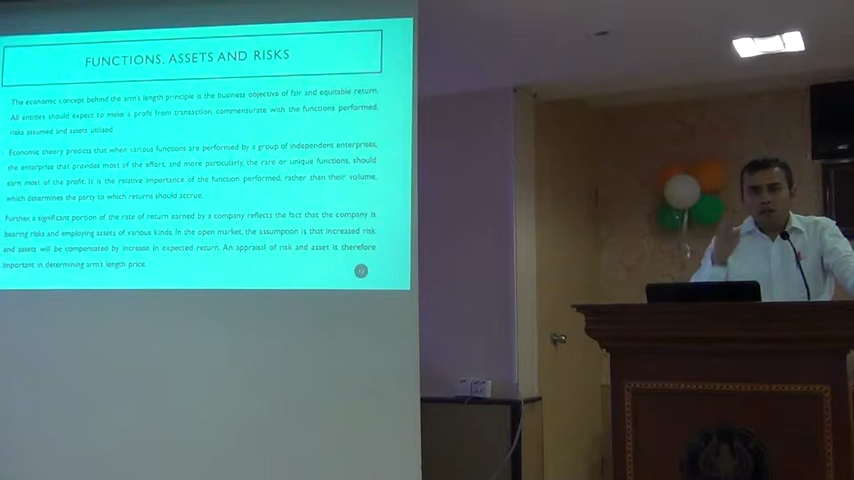 FUNCTIONS, ASSETS AND RISKS
The economic concept behind the arm's length principle is the business objective of fair and equitable return.
All entities should expect to make a profit from transaction, commensurate with the functions performed,
risks assumed and assets utilised
Economic theory predicts that when various functions are performed by a group of independent enterprises,
the enterprise that provides most of the effort, and more particularly, the rare or unique functions, should
earn most of the profit. It is the relative importance of the function performed, rather than their volume,
which determines the party to which returns should accrue.
Further a significant portion of the rate of return earned by a company reflects the fact that the company is
bearing risks and employing assets of various kinds. In the open market, the assumption is that increased risk
and assets will be compensated by increase in expected return. An appraisal of risk and asset is therefore
important in determining arm's length price.